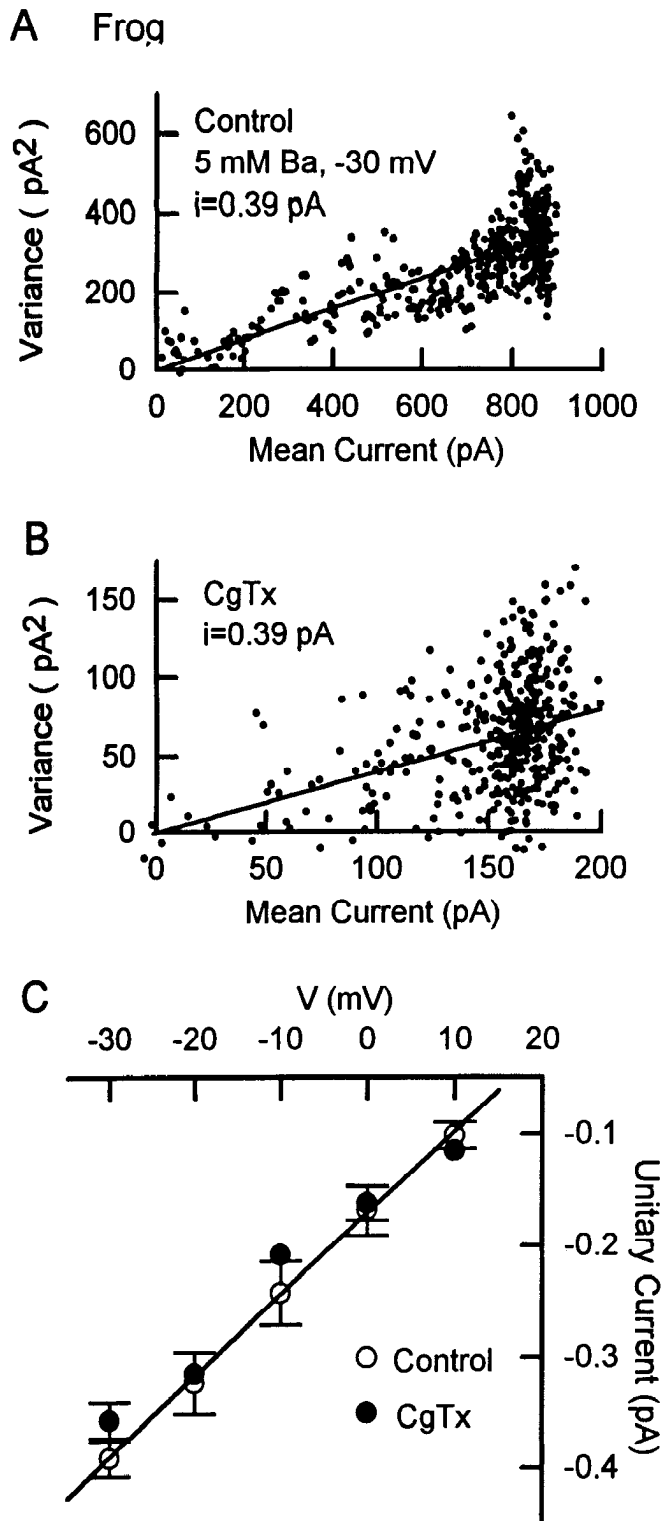 A Frog
Variance ( pA2 )
600
400
200
0
Control
5 mM Ba, -30 mV
i=0.39 pA
0 200 400 600 800 1000
Mean Current (pA)
B
Variance ( pA2 )
150
100
50
0
CgTx
i=0.39 pA
0 50 100 150 200
Mean Current (pA)
C
V (mV)
-30 -20 -10 0 10 20
-0.1
-0.2
-0.3
-0.4
Unitary Current (pA)
Control
CgTx